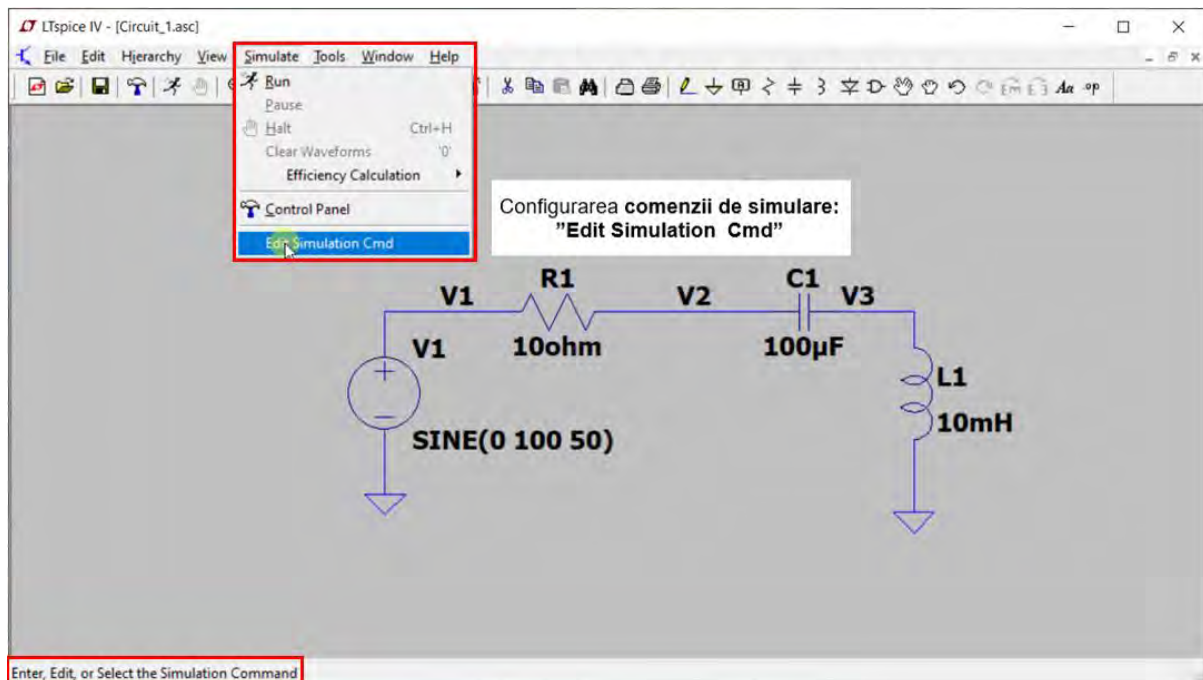 LTspice IV - [Circuit_1.asc]
File Edit Hierarchy View Simulate Tools Window Help
Run
Pause
Halt Ctrl+H
Clear Waveforms '0'
Efficiency Calculation
Control Panel
Edit Simulation Cmd
Aa .op
Configurarea comenzii de simulare:
”Edit Simulation Cmd”
V1 R1 V2 C1 V3
V1 10ohm 100µF
L1
10mH
SINE(0 100 50)
Enter, Edit, or Select the Simulation Command